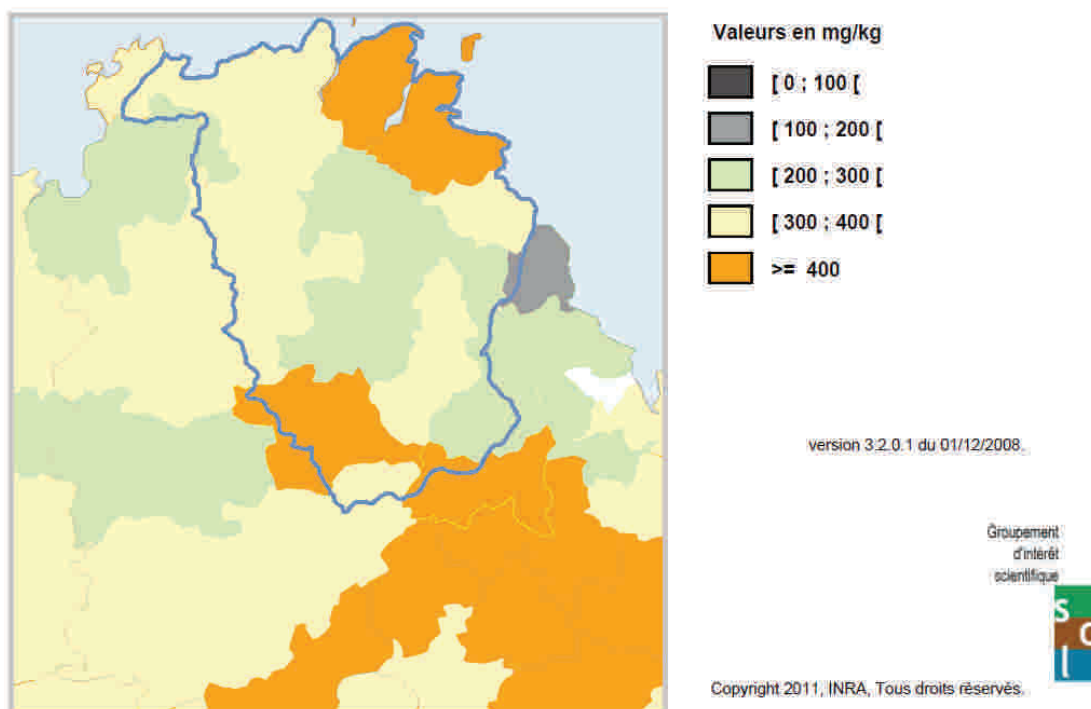 Valeurs en mg/kg
[ 0 ; 100 [
[ 100 ; 200 [
[ 200 ; 300 [
[ 300 ; 400 [
>= 400
version 3.2.0.1 du 01/12/2008.
Groupement
d'intérêt
scientifique
s
o
l
Copyright 2011, INRA, Tous droits réservés.